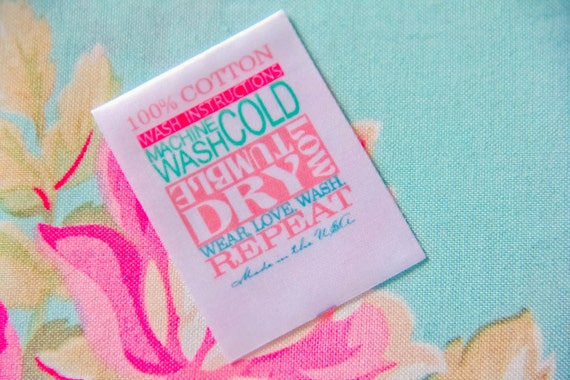 100% COTTON
WASH INSTRUCTIONS
MACHINE
WASH COLD
TUMBLE DRY LOW
WEAR. LOVE. WASH.
REPEAT
Made in the USA